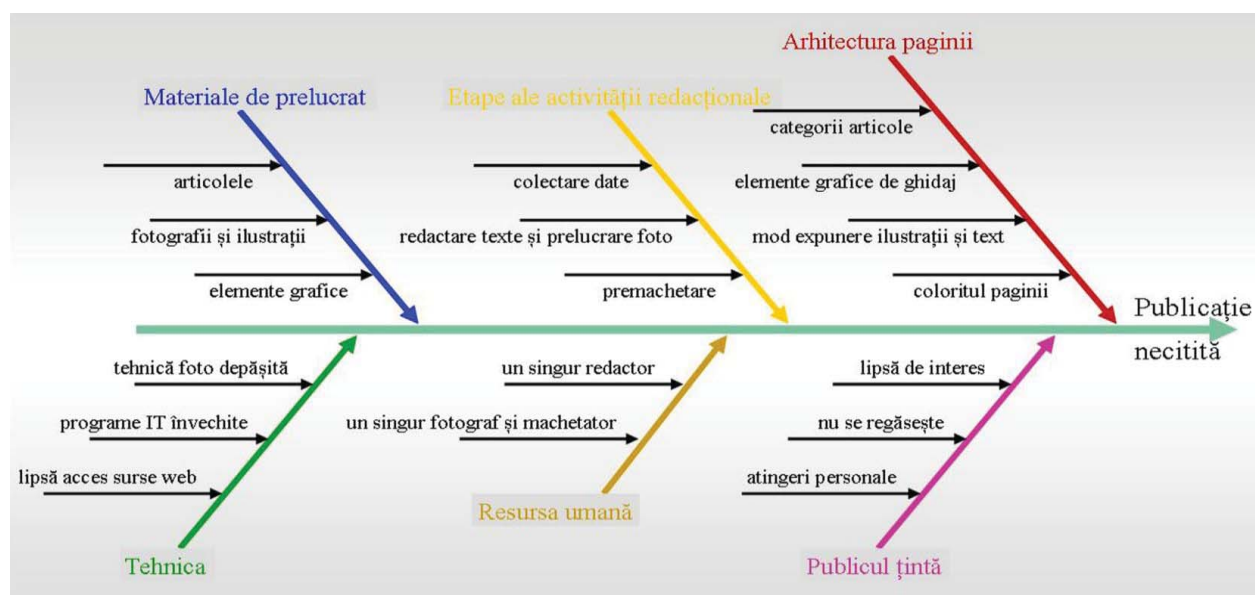 Arhitectura paginii
Materiale de prelucrat
Etape ale activității redacționale
categorii articole
articolele
colectare date
elemente grafice de ghidaj
fotografii și ilustrații
redactare texte și prelucrare foto
mod expunere ilustrații și text
elemente grafice
premachetare
coloritul paginii
Publicație
necitită
tehnică foto depășită
un singur redactor
lipsă de interes
programe IT învechite
un singur fotograf și machetator
nu se regăsește
lipsă acces surse web
atingeri personale
Resursa umană
Tehnica
Publicul țintă